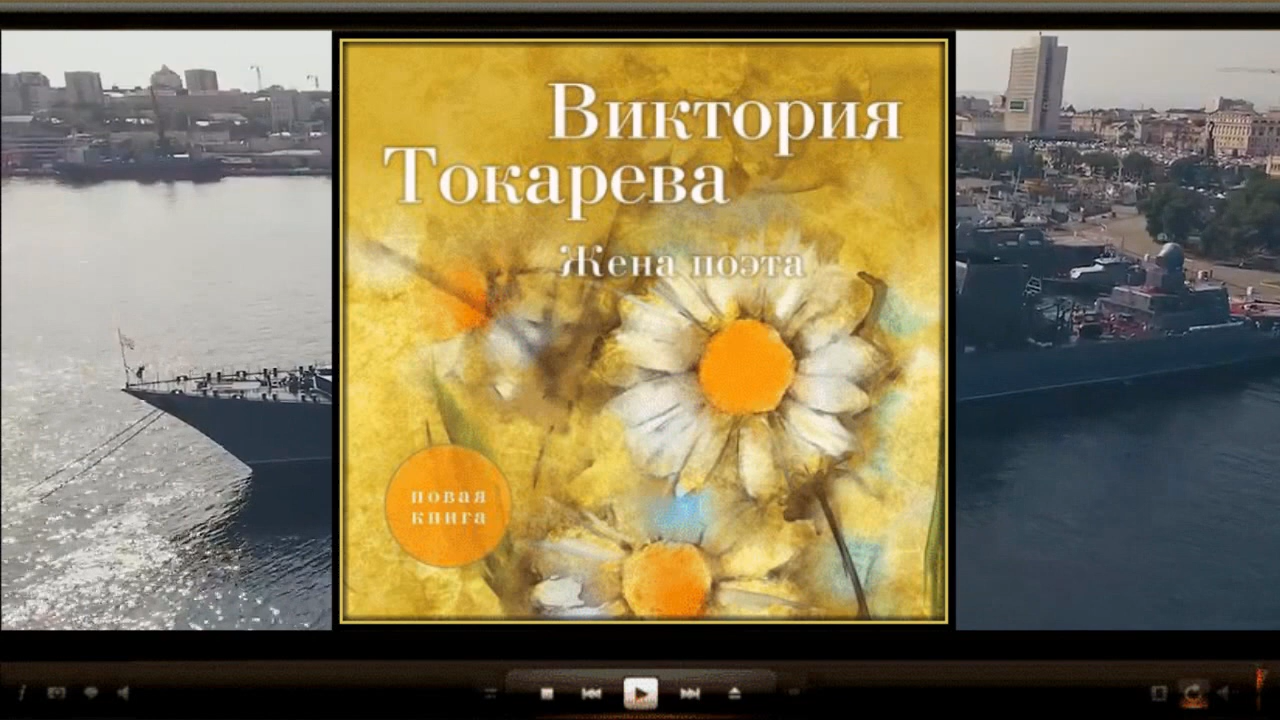 Виктория
Токарева
Жена поэта
новая
книга